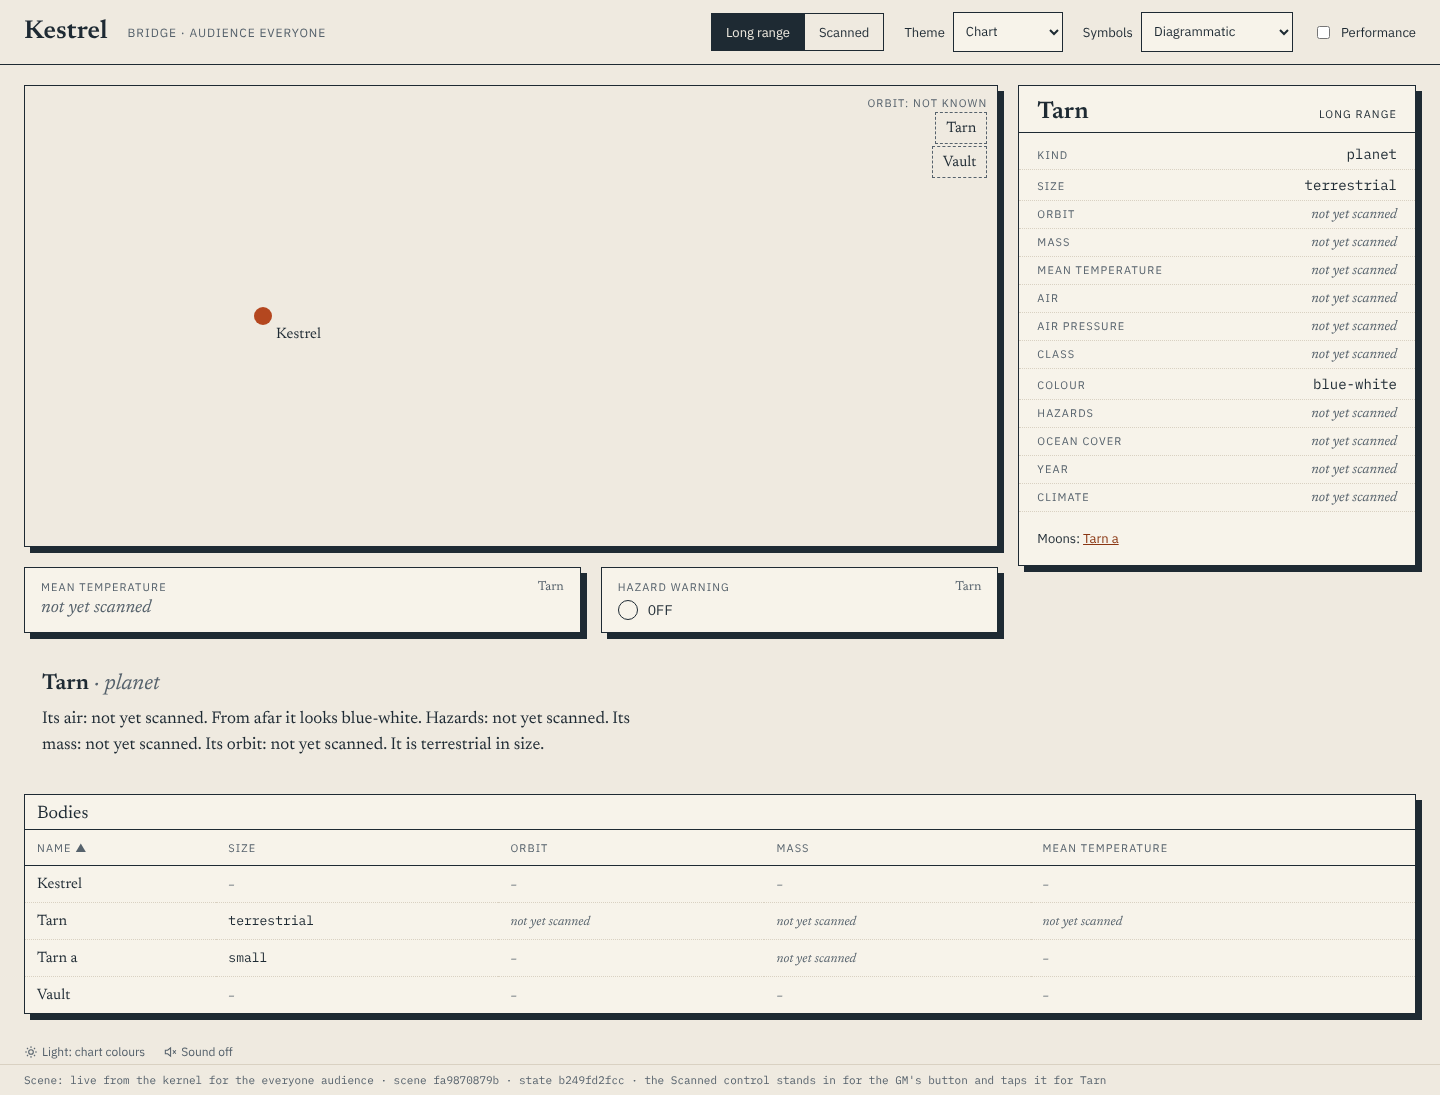 Kestrel
BRIDGE · AUDIENCE EVERYONE
Long range
Scanned
Theme
Chart
Symbols
Diagrammatic
Performance
ORBIT: NOT KNOWN
Tarn
Vault
Kestrel
Tarn
LONG RANGE
KIND planet
SIZE terrestrial
ORBIT not yet scanned
MASS not yet scanned
MEAN TEMPERATURE not yet scanned
AIR not yet scanned
AIR PRESSURE not yet scanned
CLASS not yet scanned
COLOUR blue-white
HAZARDS not yet scanned
OCEAN COVER not yet scanned
YEAR not yet scanned
CLIMATE not yet scanned
Moons: Tarn a
MEAN TEMPERATURE Tarn
not yet scanned
HAZARD WARNING Tarn
OFF
Tarn · planet
Its air: not yet scanned. From afar it looks blue-white. Hazards: not yet scanned. Its
mass: not yet scanned. Its orbit: not yet scanned. It is terrestrial in size.
Bodies
NAME ▲ SIZE ORBIT MASS MEAN TEMPERATURE
Kestrel – – – –
Tarn terrestrial not yet scanned not yet scanned not yet scanned
Tarn a small – not yet scanned –
Vault – – – –
Light: chart colours Sound off
Scene: live from the kernel for the everyone audience · scene fa9870879b · state b249fd2fcc · the Scanned control stands in for the GM's button and taps it for Tarn